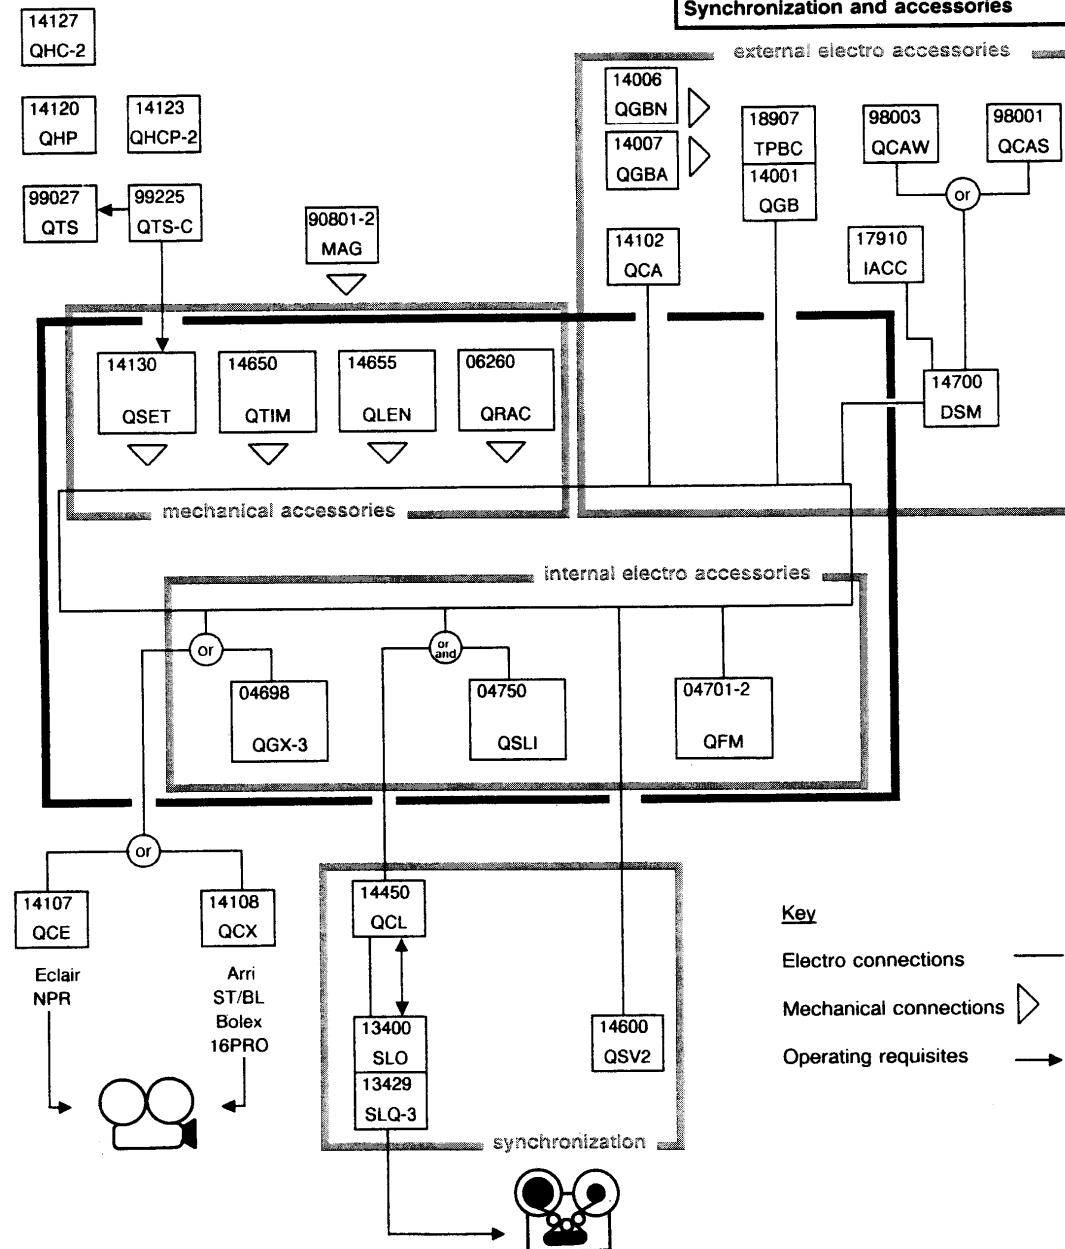 Synchronization and accessories
14127
QHC-2
external electro accessories
14120
QHP
14123
QHCP-2
14006
QGBN
14007
QGBA
18907
TPBC
14001
QGB
98003
QCAW
98001
QCAS
or
99027
QTS
99225
QTS-C
90801-2
MAG
14102
QCA
17910
IACC
14130
QSET
14650
QTIM
14655
QLEN
06260
QRAC
14700
DSM
mechanical accessories
internal electro accessories
or
or
and
04698
QGX-3
04750
QSLI
04701-2
QFM
or
14107
QCE
14108
QCX
14450
QCL
Eclair
NPR
Arri
ST/BL
Bolex
16PRO
13400
SLO
13429
SLQ-3
14600
QSV2
synchronization
Key
Electro connections
Mechanical connections
Operating requisites